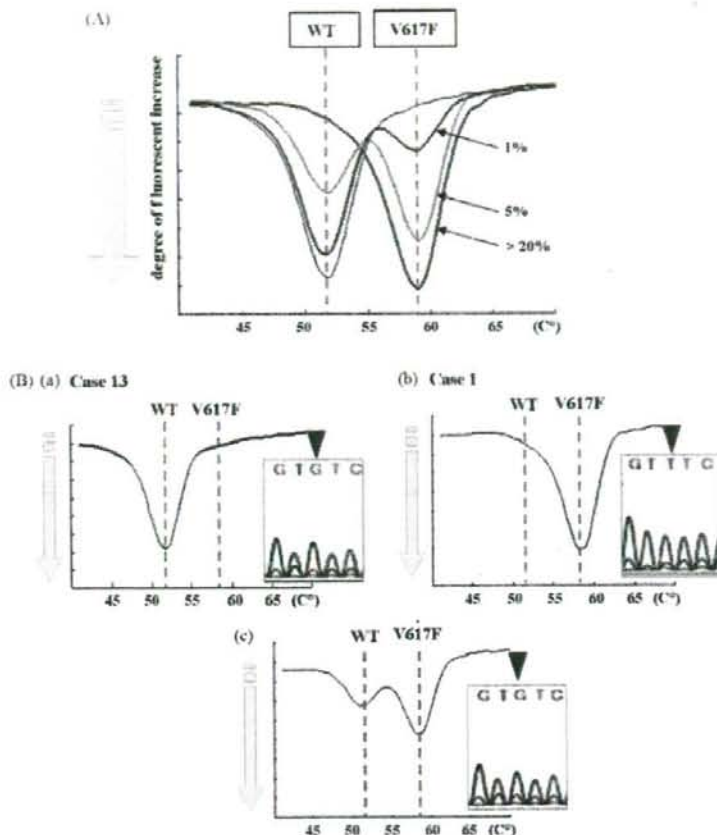 (A)
WT V617F
degree of f luorescent increase
1%
5%
> 20%
45 50 55 60 65 (C°)
(B) (a) Case 13
WT V617F
G T G T C
45 50 55 60 65 (C°)
(b) Case 1
WT V617F
G T T T C
45 50 55 60 65 (C°)
(c)
WT V617F
G T G T C
45 50 55 60 65 (C°)